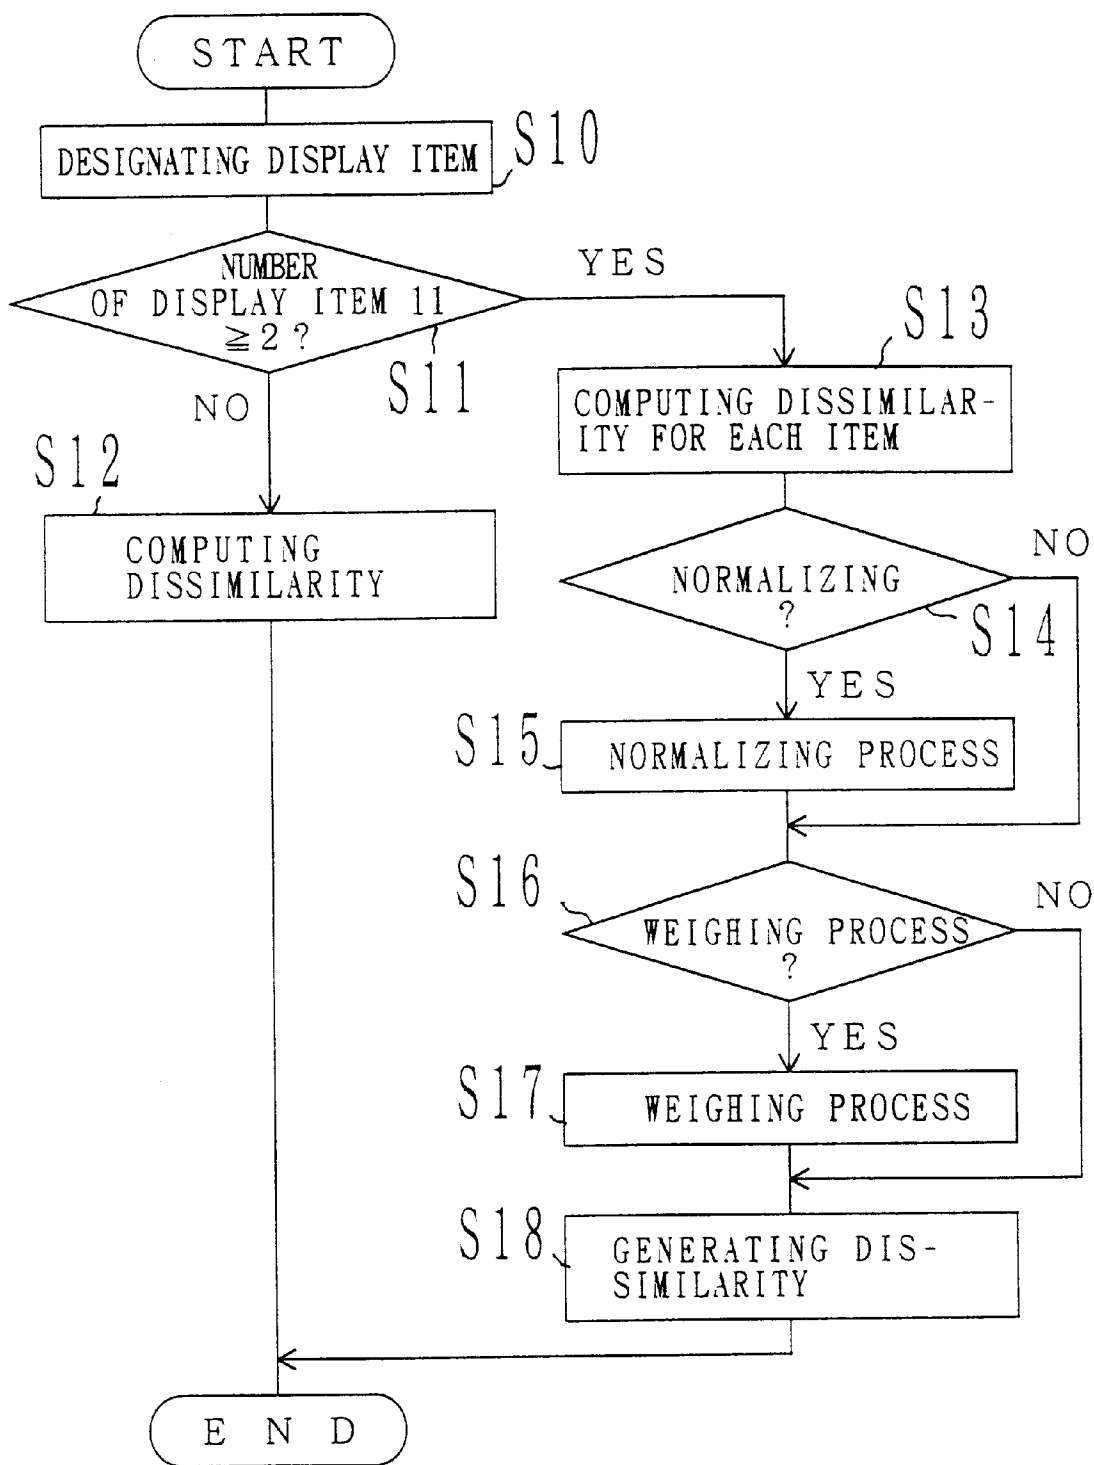 START
S10
DESIGNATING DISPLAY ITEM
NUMBER
OF DISPLAY ITEM 11
≧2?
S11
YES
NO
S12
COMPUTING
DISSIMILARITY
S13
COMPUTING DISSIMILAR-
ITY FOR EACH ITEM
NORMALIZING
?
S14
NO
YES
S15
NORMALIZING PROCESS
S16
WEIGHING PROCESS
?
NO
YES
S17
WEIGHING PROCESS
S18
GENERATING DIS-
SIMILARITY
END